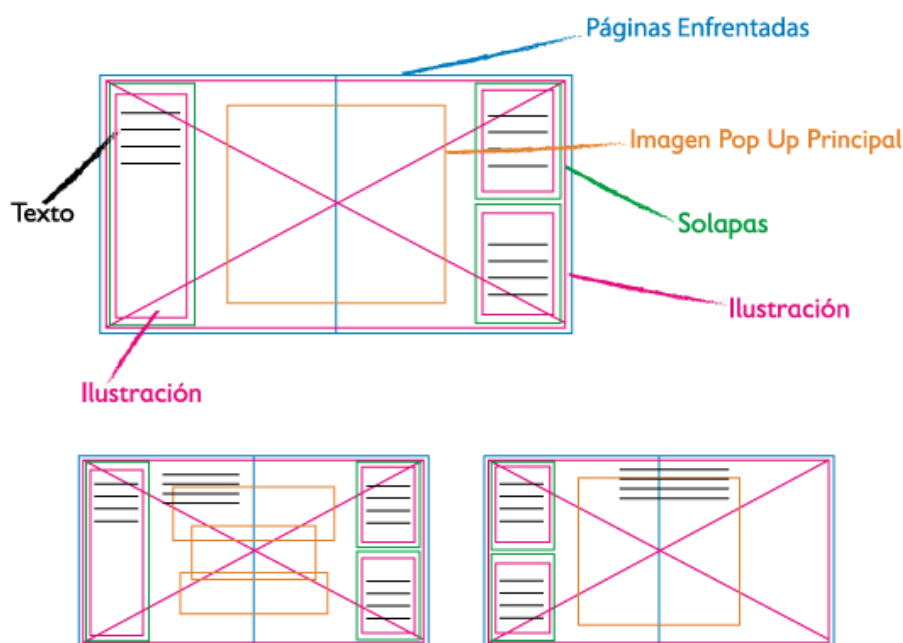 Páginas Enfrentadas
Imagen Pop Up Principal
Texto
Solapas
Ilustración
Ilustración